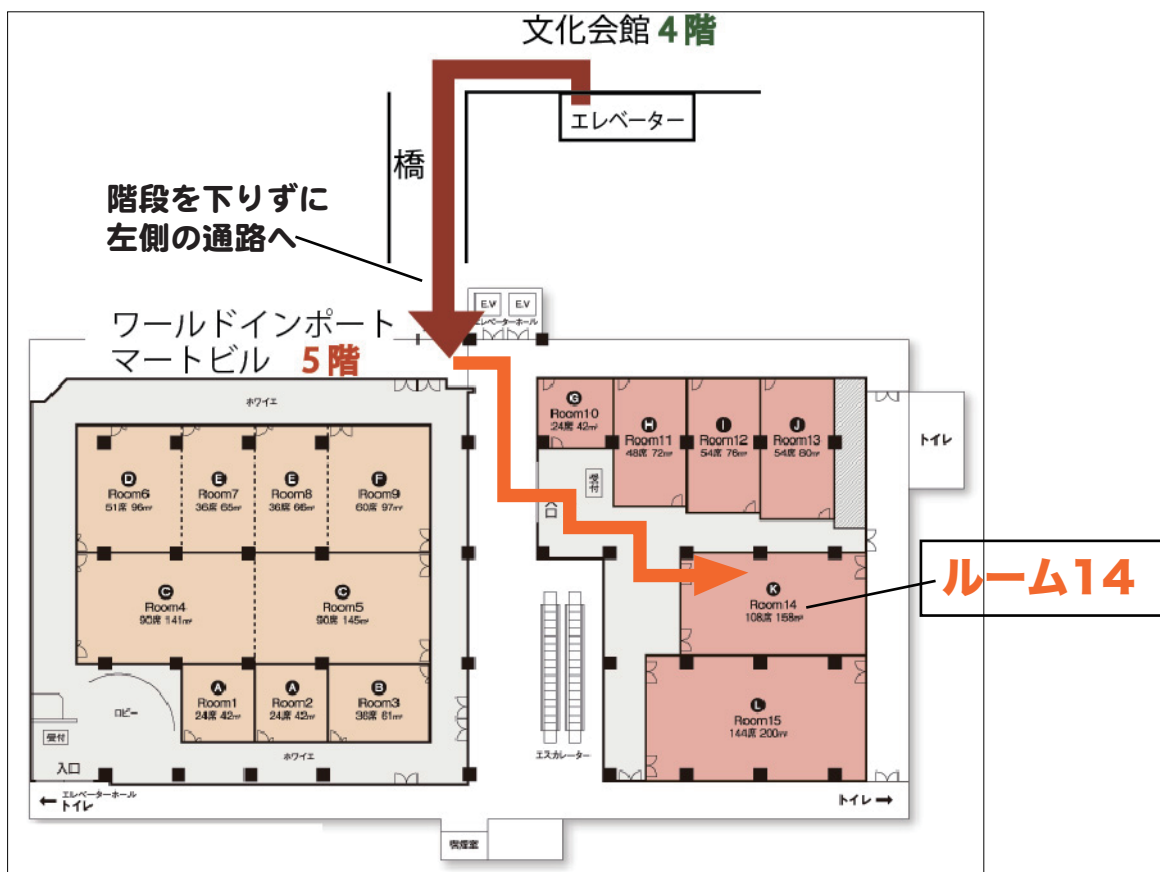 文化会館 4階
エレベーター
橋
階段を下りずに
左側の通路へ
E.V E.V
エレベーターホール
ワールドインポート
マートビル 5階
ホワイエ
G
Room10
24席 42㎡
H
Room11
48席 72㎡
I
Room12
54席 76㎡
J
Room13
54席 80㎡
トイレ
受付
入口
D
Room6
51席 96㎡
E
Room7
36席 65㎡
E
Room8
36席 66㎡
F
Room9
60席 97㎡
C
Room4
90席 141㎡
C
Room5
90席 145㎡
K
Room14
108席 158㎡
ルーム14
A
Room1
24席 42㎡
A
Room2
24席 42㎡
B
Room3
36席 61㎡
L
Room15
144席 200㎡
ロビー
受付
入口
ホワイエ
エスカレーター
← エレベーターホール
トイレ
トイレ →
喫煙室